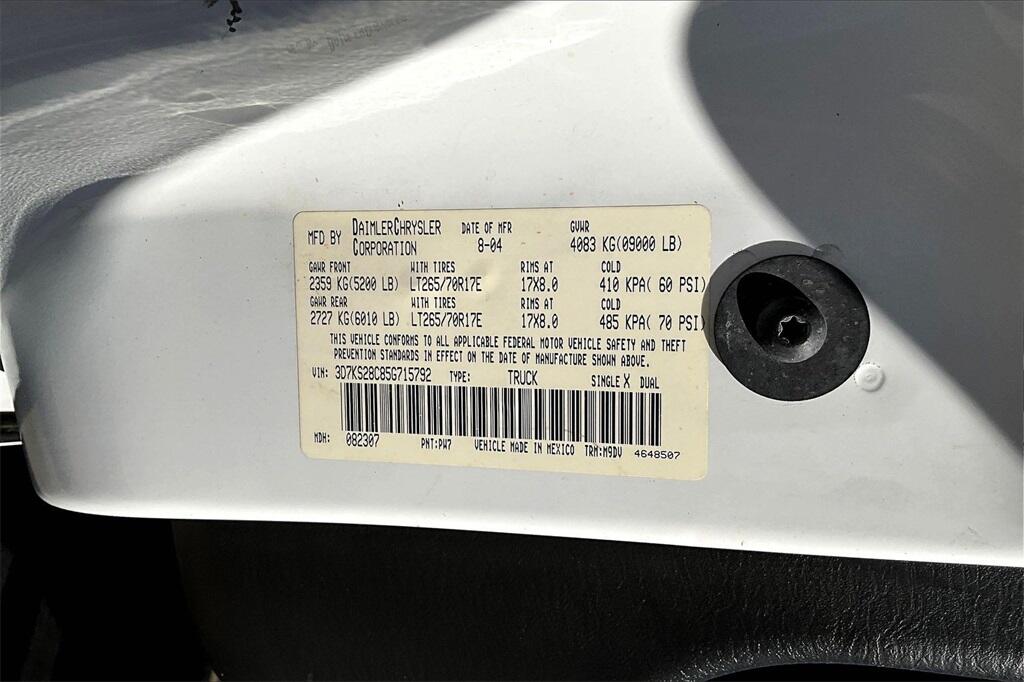 MFD BY DAIMLERCHRYSLER CORPORATION DATE OF MFR 8-04 GVWR 4083 KG(09000 LB)
GAWR FRONT WITH TIRES RIMS AT COLD
2359 KG(5200 LB) LT265/70R17E 17X8.0 410 KPA( 60 PSI)
GAWR REAR WITH TIRES RIMS AT COLD
2727 KG(6010 LB) LT265/70R17E 17X8.0 485 KPA( 70 PSI)
THIS VEHICLE CONFORMS TO ALL APPLICABLE FEDERAL MOTOR VEHICLE SAFETY AND THEFT
PREVENTION STANDARDS IN EFFECT ON THE DATE OF MANUFACTURE SHOWN ABOVE.
VIN: 3D7KS28C85G715792 TYPE: TRUCK SINGLE X DUAL
MDH: 082307 PNT:PW7 VEHICLE MADE IN MEXICO TRM:M9DV 4648507